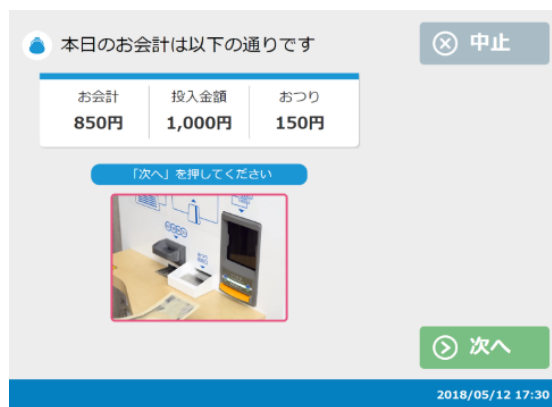 本日のお会計は以下の通りです
中止
お会計 投入金額 おつり
850円 1,000円 150円
「次へ」を押してください
次へ
2018/05/12 17:30